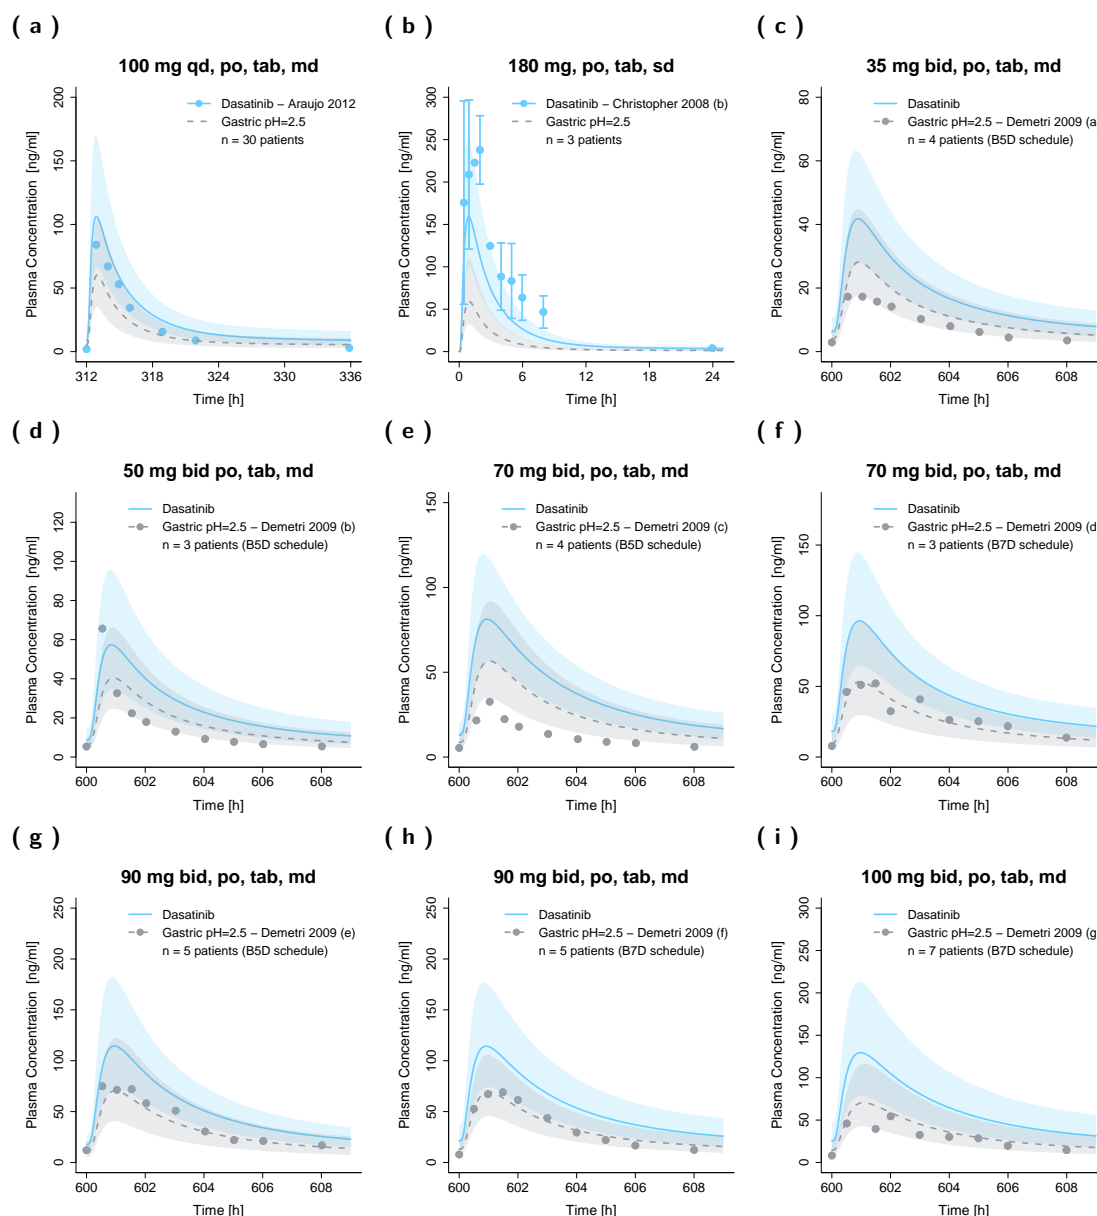 ( a )
100 mg qd, po, tab, md
Plasma Concentration [ng/ml]
200
150
100
50
0
Dasatinib – Araujo 2012
Gastric pH=2.5
n = 30 patients
312 318 324 330 336
Time [h]
( b )
180 mg, po, tab, sd
Plasma Concentration [ng/ml]
300
250
200
150
100
50
0
Dasatinib – Christopher 2008 (b)
Gastric pH=2.5
n = 3 patients
0 6 12 18 24
Time [h]
( c )
35 mg bid, po, tab, md
Plasma Concentration [ng/ml]
80
60
40
20
0
Dasatinib
Gastric pH=2.5 – Demetri 2009 (a
n = 4 patients (B5D schedule)
600 602 604 606 608
Time [h]
( d )
50 mg bid po, tab, md
Plasma Concentration [ng/ml]
120
100
80
60
40
20
0
Dasatinib
Gastric pH=2.5 – Demetri 2009 (b)
n = 3 patients (B5D schedule)
600 602 604 606 608
Time [h]
( e )
70 mg bid, po, tab, md
Plasma Concentration [ng/ml]
150
100
50
0
Dasatinib
Gastric pH=2.5 – Demetri 2009 (c)
n = 4 patients (B5D schedule)
600 602 604 606 608
Time [h]
( f )
70 mg bid, po, tab, md
Plasma Concentration [ng/ml]
150
100
50
0
Dasatinib
Gastric pH=2.5 – Demetri 2009 (d
n = 3 patients (B7D schedule)
600 602 604 606 608
Time [h]
( g )
90 mg bid, po, tab, md
Plasma Concentration [ng/ml]
250
200
150
100
50
0
Dasatinib
Gastric pH=2.5 – Demetri 2009 (e)
n = 5 patients (B5D schedule)
600 602 604 606 608
Time [h]
( h )
90 mg bid, po, tab, md
Plasma Concentration [ng/ml]
250
200
150
100
50
0
Dasatinib
Gastric pH=2.5 – Demetri 2009 (f)
n = 5 patients (B7D schedule)
600 602 604 606 608
Time [h]
( i )
100 mg bid, po, tab, md
Plasma Concentration [ng/ml]
300
250
200
150
100
50
0
Dasatinib
Gastric pH=2.5 – Demetri 2009 (g
n = 7 patients (B7D schedule)
600 602 604 606 608
Time [h]